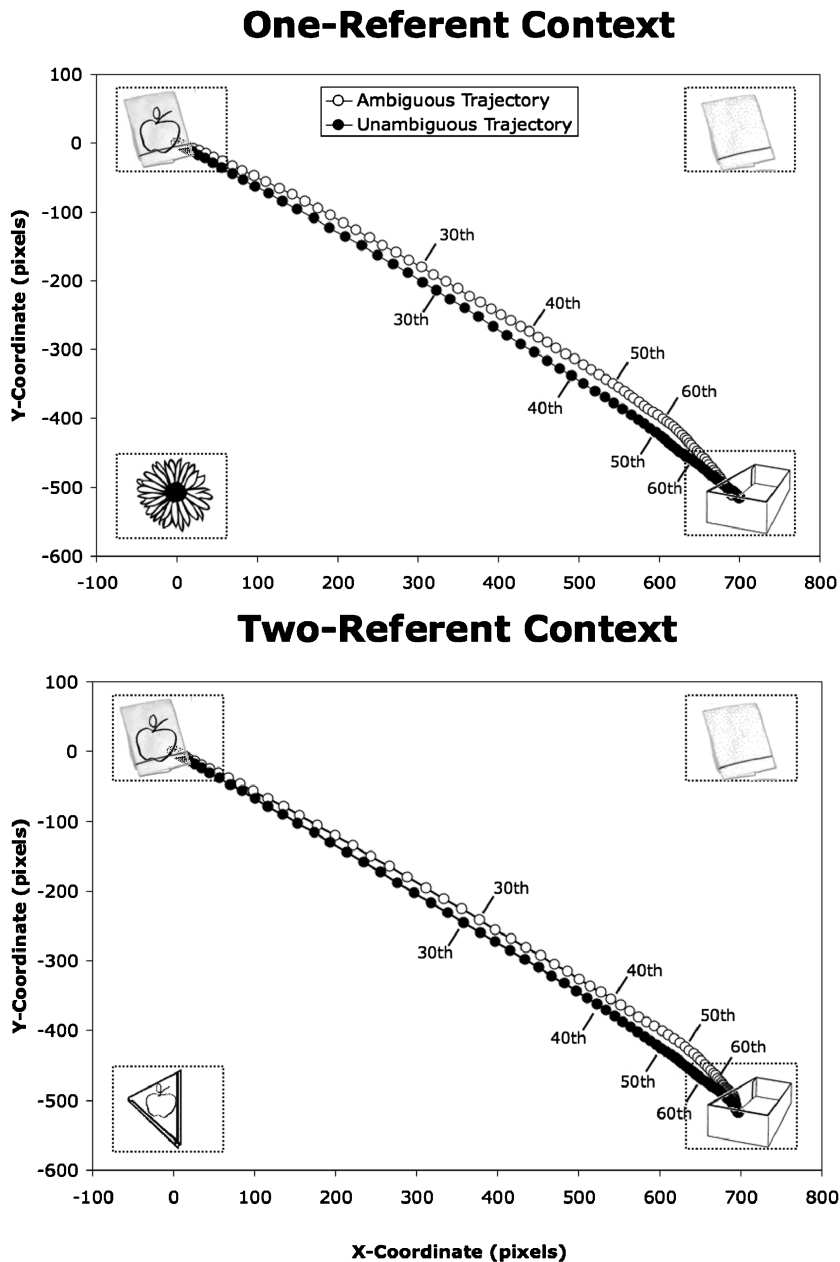 One-Referent Context
Ambiguous Trajectory
Unambiguous Trajectory
Y-Coordinate (pixels)
100
0
-100
-200
-300
-400
-500
-600
30th
30th
40th
40th
50th
50th
60th
60th
-100 0 100 200 300 400 500 600 700 800
Two-Referent Context
Y-Coordinate (pixels)
100
0
-100
-200
-300
-400
-500
-600
30th
30th
40th
40th
50th
50th
60th
60th
-100 0 100 200 300 400 500 600 700 800
X-Coordinate (pixels)